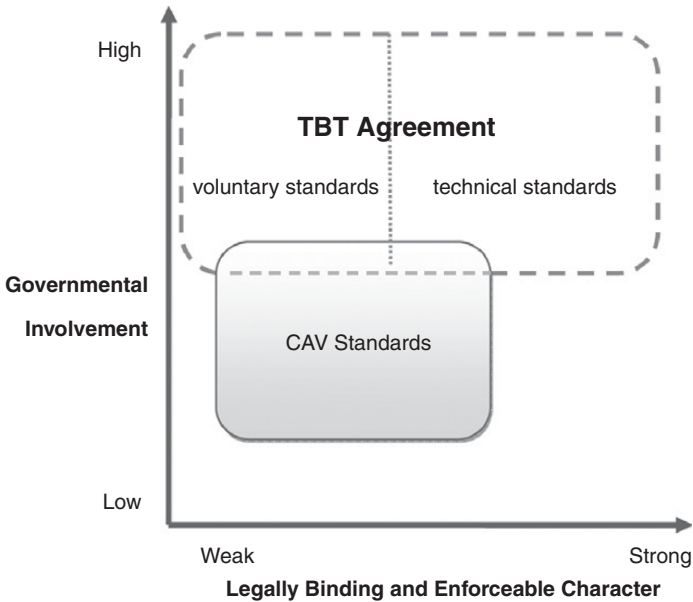 High
TBT Agreement
voluntary standards
technical standards
Governmental
Involvement
CAV Standards
Low
Weak
Strong
Legally Binding and Enforceable Character